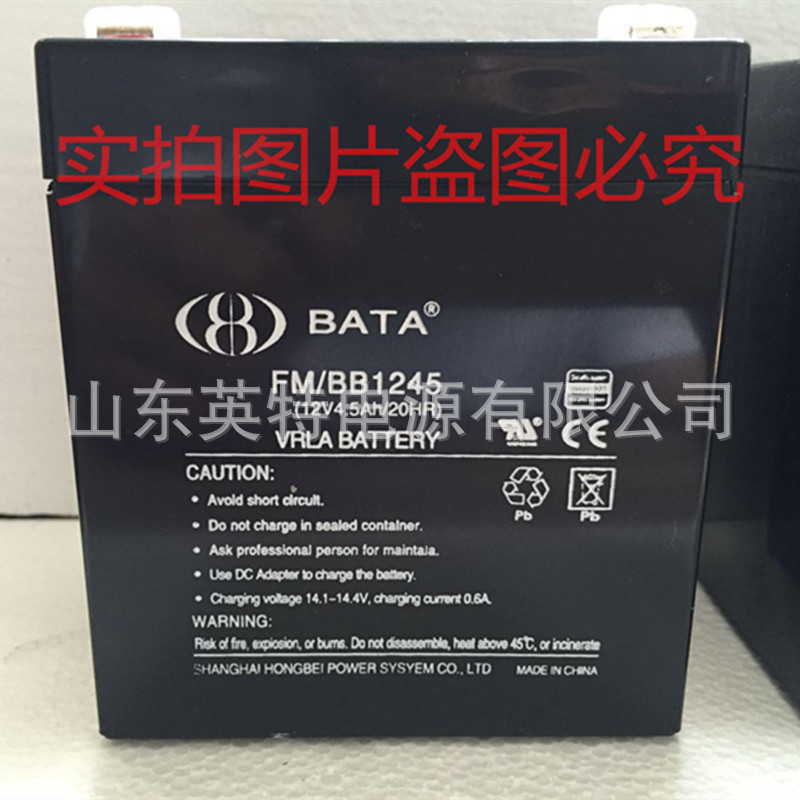 实拍图片盗图必究
BATA®
FM/BB1245
(12V4.5Ah/20HR)
山东英特电源有限公司
VRLA BATTERY
CE
CAUTION:
• Avoid short circuit.
• Do not charge in sealed container.
• Ask professional person for maintaia.
• Use DC Adapter to charge the battery.
• Charging voltage 14.1-14.4V, charging current 0.6A.
Pb
Pb
WARNING:
Risk of fire, explosion, or burns. Do not disassemble, heat above 45℃, or incinerate
SHANGHAI HONGBEI POWER SYSYEM CO., LTD MADE IN CHINA